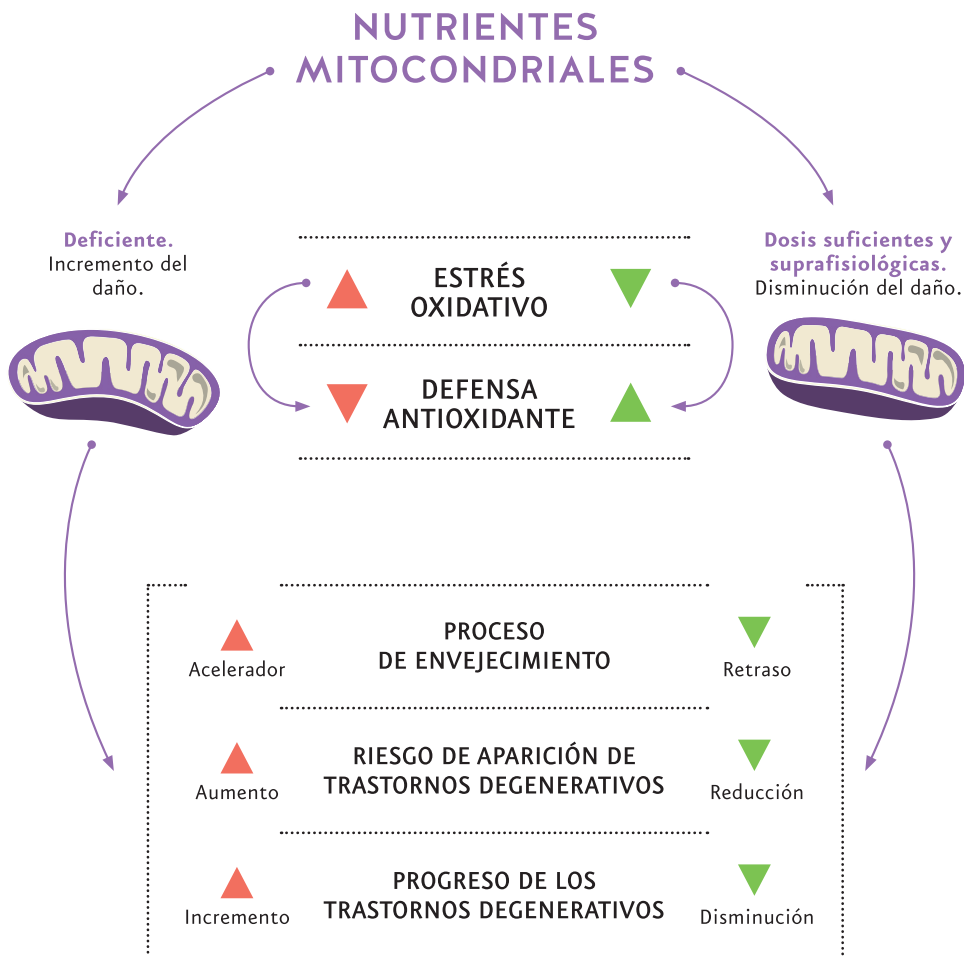 NUTRIENTES
MITOCONDRIALES
Deficiente.
Incremento del
daño.
ESTRÉS
OXIDATIVO
DEFENSA
ANTIOXIDANTE
Dosis suficientes y
suprafisiológicas.
Disminución del daño.
Acelerador
PROCESO
DE ENVEJECIMIENTO
Retraso
Aumento
RIESGO DE APARICIÓN DE
TRASTORNOS DEGENERATIVOS
Reducción
Incremento
PROGRESO DE LOS
TRASTORNOS DEGENERATIVOS
Disminución